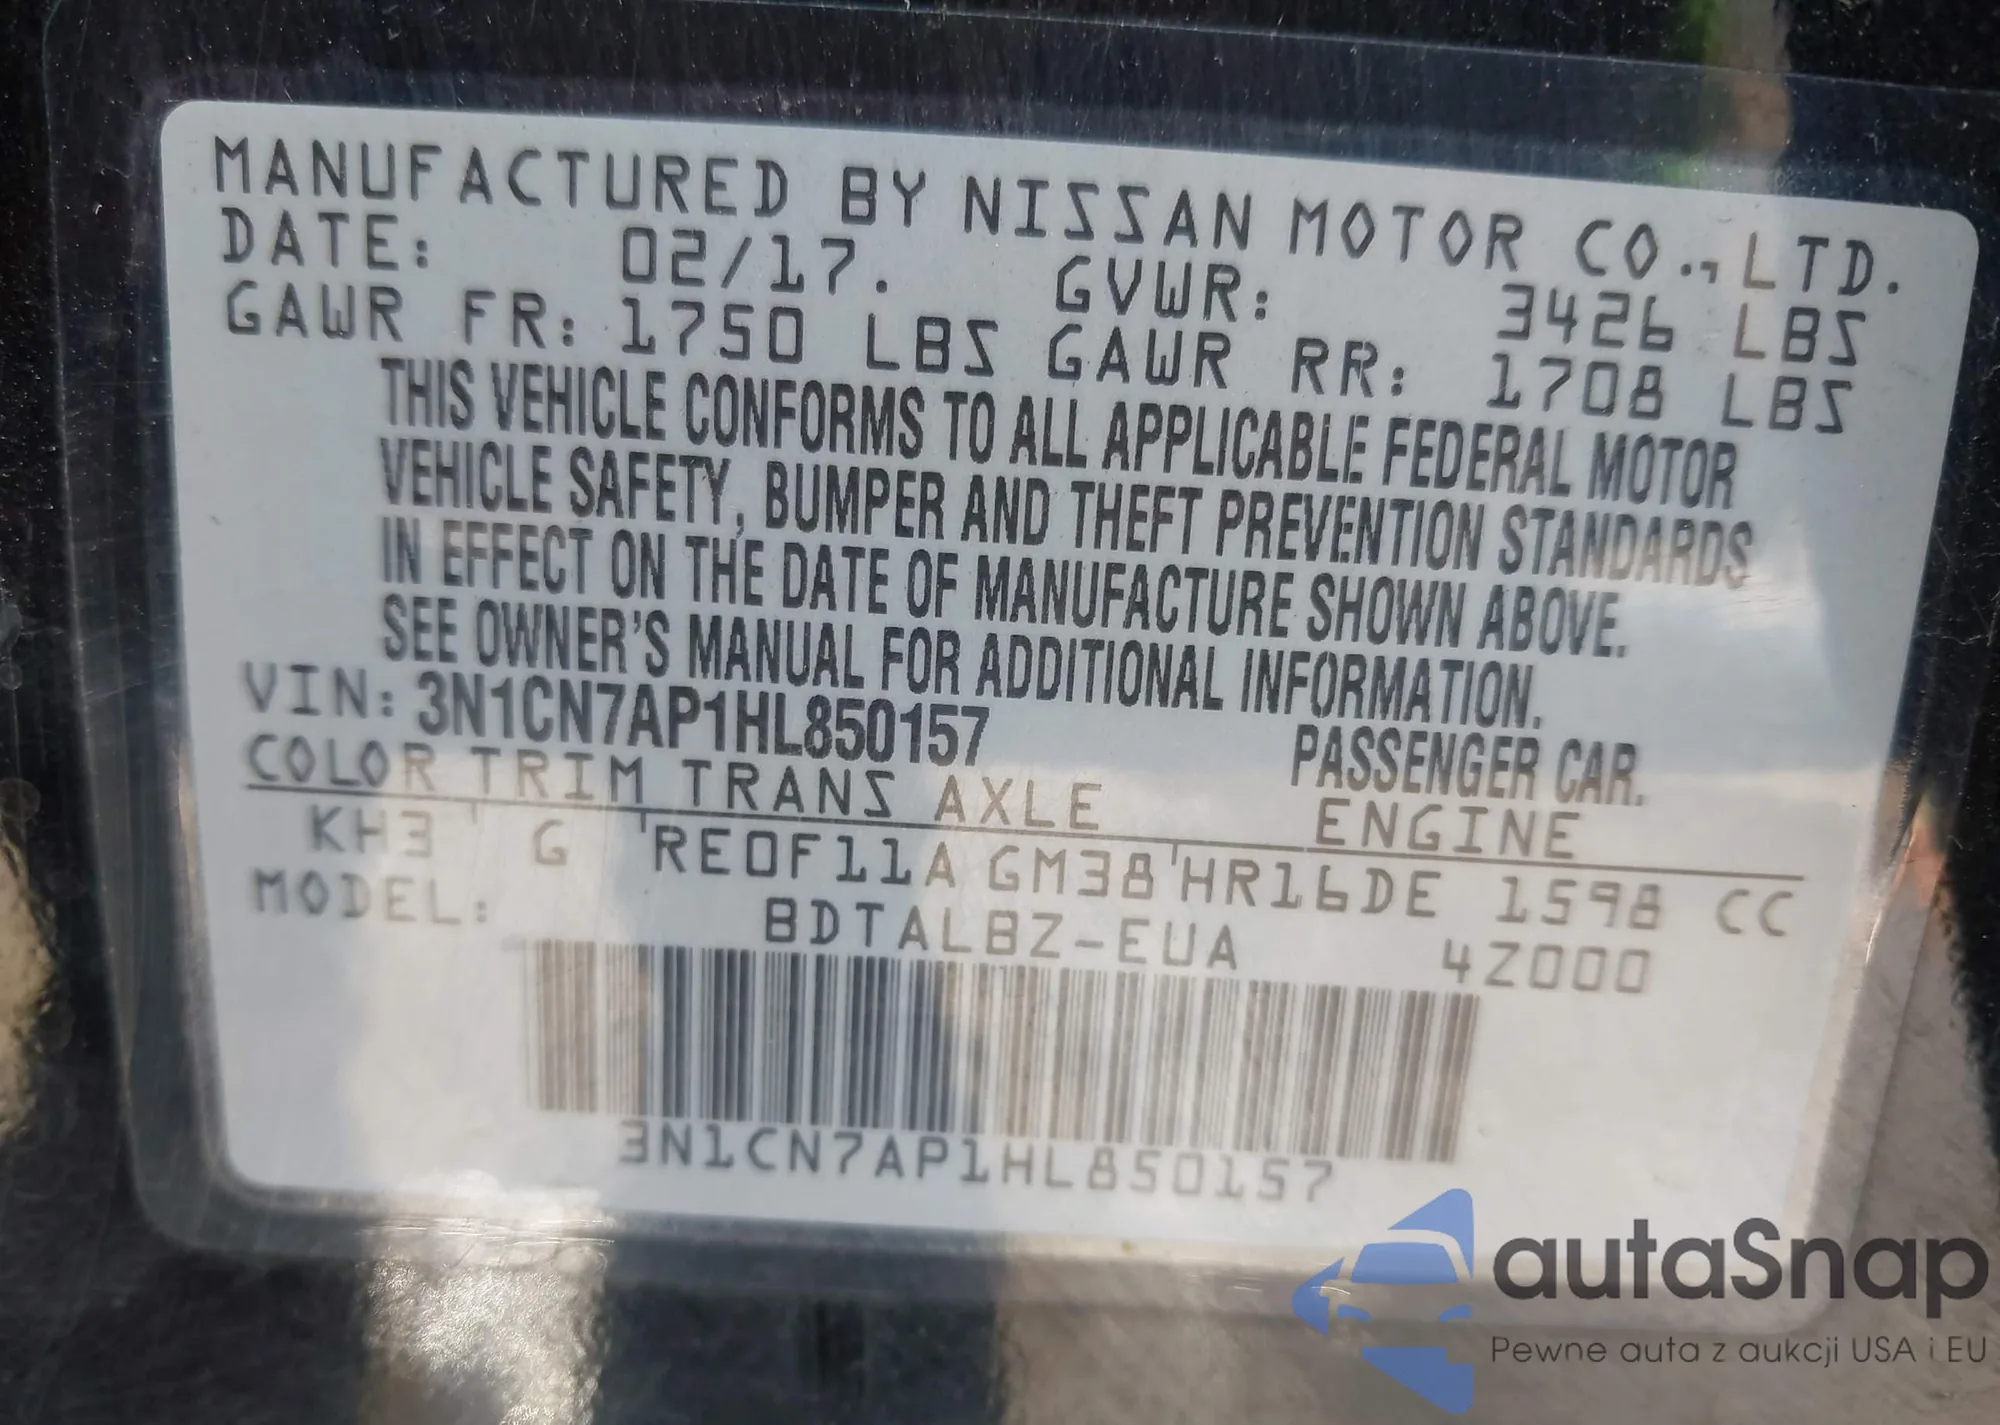 MANUFACTURED BY NISSAN MOTOR CO., LTD.
DATE: 02/17. GVWR: 3426 LBS
GAWR FR: 1750 LBS GAWR RR: 1708 LBS
THIS VEHICLE CONFORMS TO ALL APPLICABLE FEDERAL MOTOR
VEHICLE SAFETY, BUMPER AND THEFT PREVENTION STANDARDS
IN EFFECT ON THE DATE OF MANUFACTURE SHOWN ABOVE.
SEE OWNER'S MANUAL FOR ADDITIONAL INFORMATION.
VIN: 3N1CN7AP1HL850157 PASSENGER CAR.
COLOR TRIM TRANS AXLE ENGINE
KH3 G RE0F11A GM38 HR16DE 1598 CC
MODEL: BDTALBZ-EUA 4Z000
3N1CN7AP1HL850157
autaSnap
Pewne auta z aukcji USA i EU